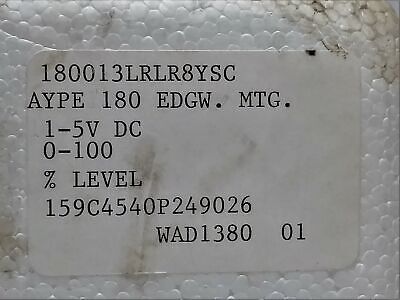 180013LRLR8YSC
AYPE 180 EDGW. MTG.
1-5V DC
0-100
% LEVEL
159C4540P249026
WAD1380 01